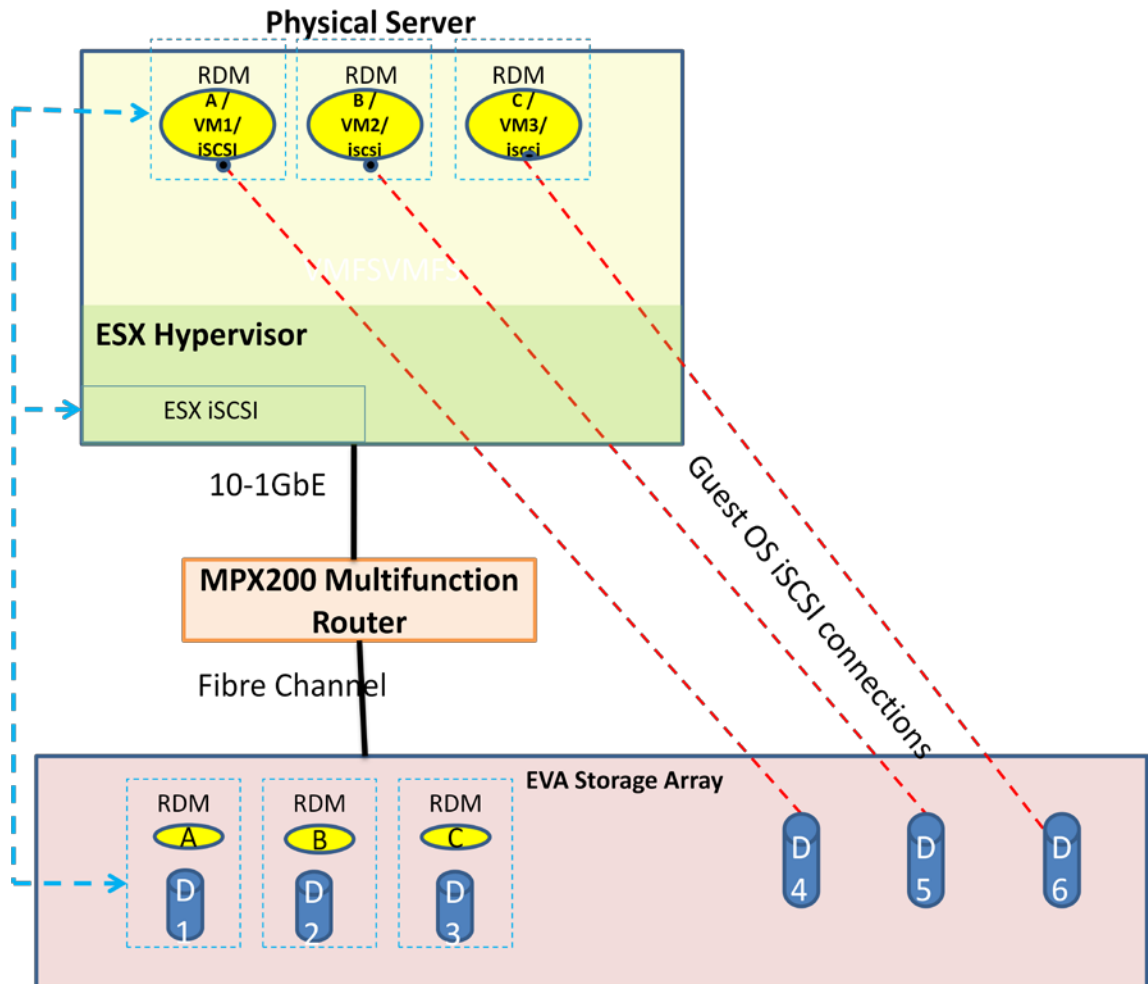 Physical Server
RDM
A /
VM1/
iSCSI
RDM
B /
VM2/
iscsi
RDM
C /
VM3/
iscsi
VMFSVMFS
ESX Hypervisor
ESX iSCSI
10-1GbE
Guest OS iSCSI connections
MPX200 Multifunction
Router
Fibre Channel
EVA Storage Array
RDM
A
D
1
RDM
B
D
2
RDM
C
D
3
D
4
D
5
D
6